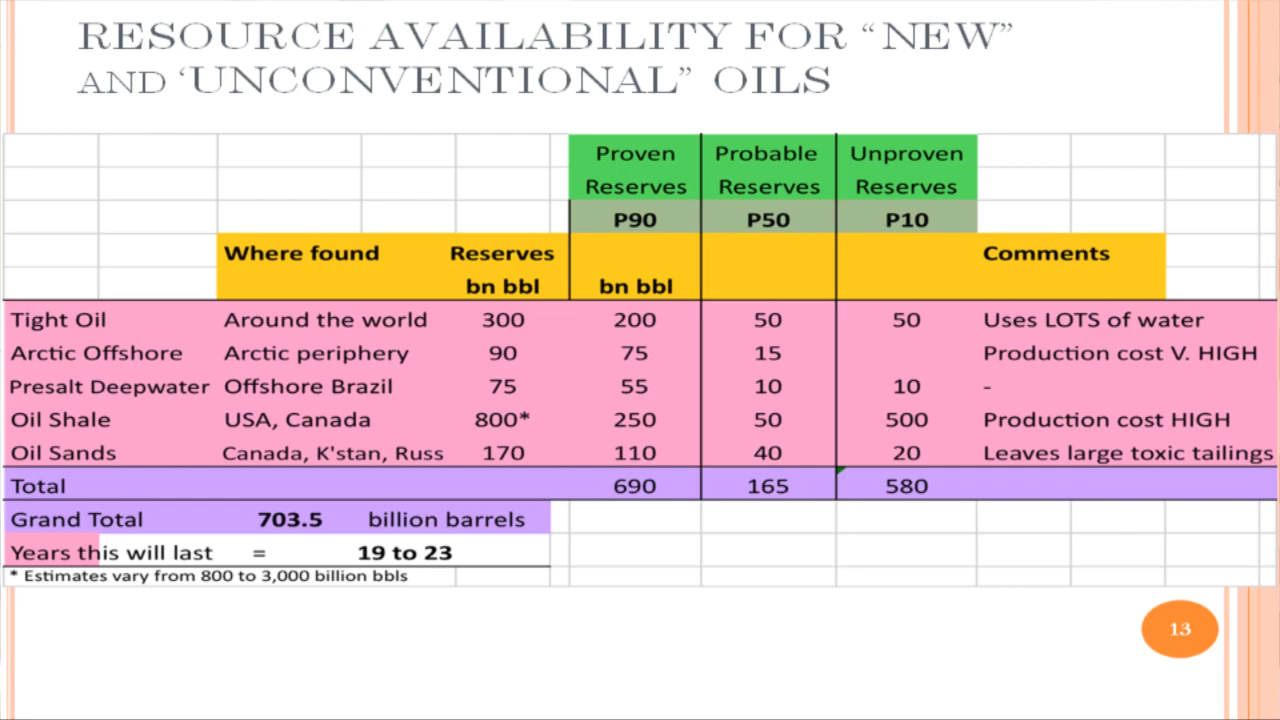 RESOURCE AVAILABILITY FOR “NEW”
AND ‘UNCONVENTIONAL” OILS
Proven Probable Unproven
Reserves Reserves Reserves
P90 P50 P10
Where found Reserves Comments
bn bbl bn bbl
Tight Oil Around the world 300 200 50 50 Uses LOTS of water
Arctic Offshore Arctic periphery 90 75 15 Production cost V. HIGH
Presalt Deepwater Offshore Brazil 75 55 10 10 -
Oil Shale USA, Canada 800* 250 50 500 Production cost HIGH
Oil Sands Canada, K'stan, Russ 170 110 40 20 Leaves large toxic tailings
Total 690 165 580
Grand Total 703.5 billion barrels
Years this will last = 19 to 23
* Estimates vary from 800 to 3,000 billion bbls
13